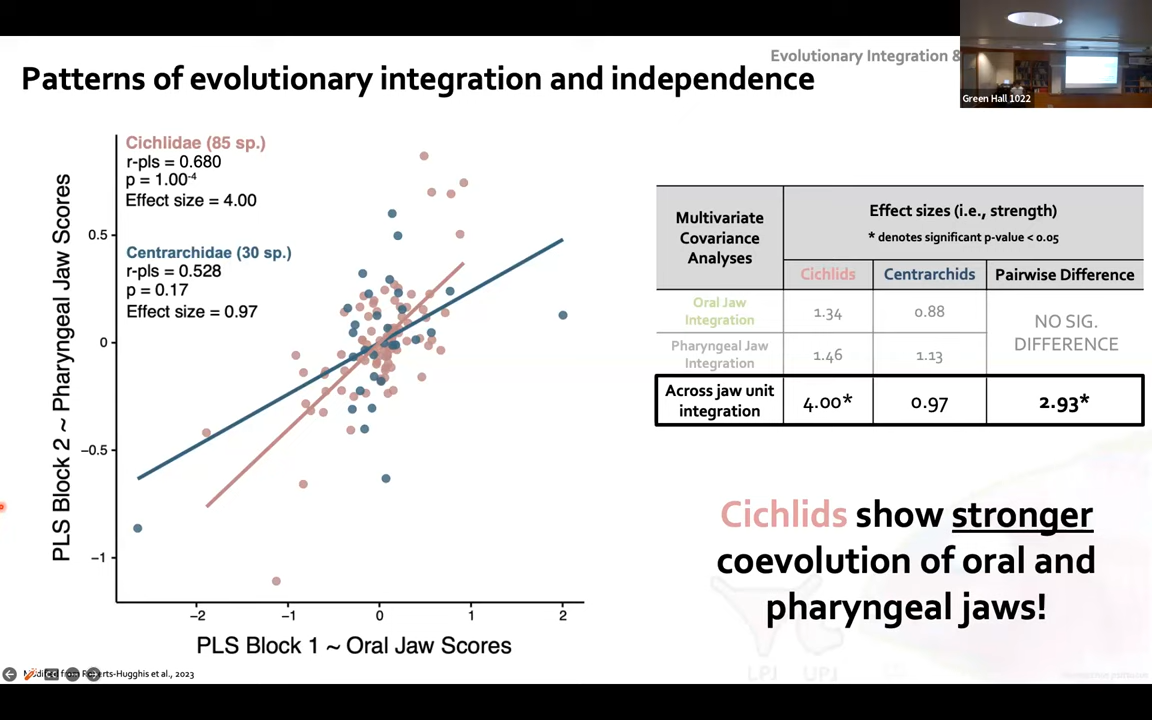 Evolutionary Integration &
Patterns of evolutionary integration and independence
Green Hall 1022
Cichlidae (85 sp.)
r-pls = 0.680
p = 1.00⁻⁴
Effect size = 4.00
Centrarchidae (30 sp.)
r-pls = 0.528
p = 0.17
Effect size = 0.97
PLS Block 2 ~ Pharyngeal Jaw Scores
0.5
0
−0.5
−1
−2 −1 0 1 2
PLS Block 1 ~ Oral Jaw Scores
Multivariate
Covariance
Analyses
Effect sizes (i.e., strength)
* denotes significant p-value < 0.05
Cichlids Centrarchids Pairwise Difference
Oral Jaw
Integration
1.34 0.88
Pharyngeal Jaw
Integration
1.46 1.13
NO SIG.
DIFFERENCE
Across jaw unit
integration
4.00* 0.97 2.93*
Cichlids show stronger
coevolution of oral and
pharyngeal jaws!
LPJ UPJ
from et al., 2023